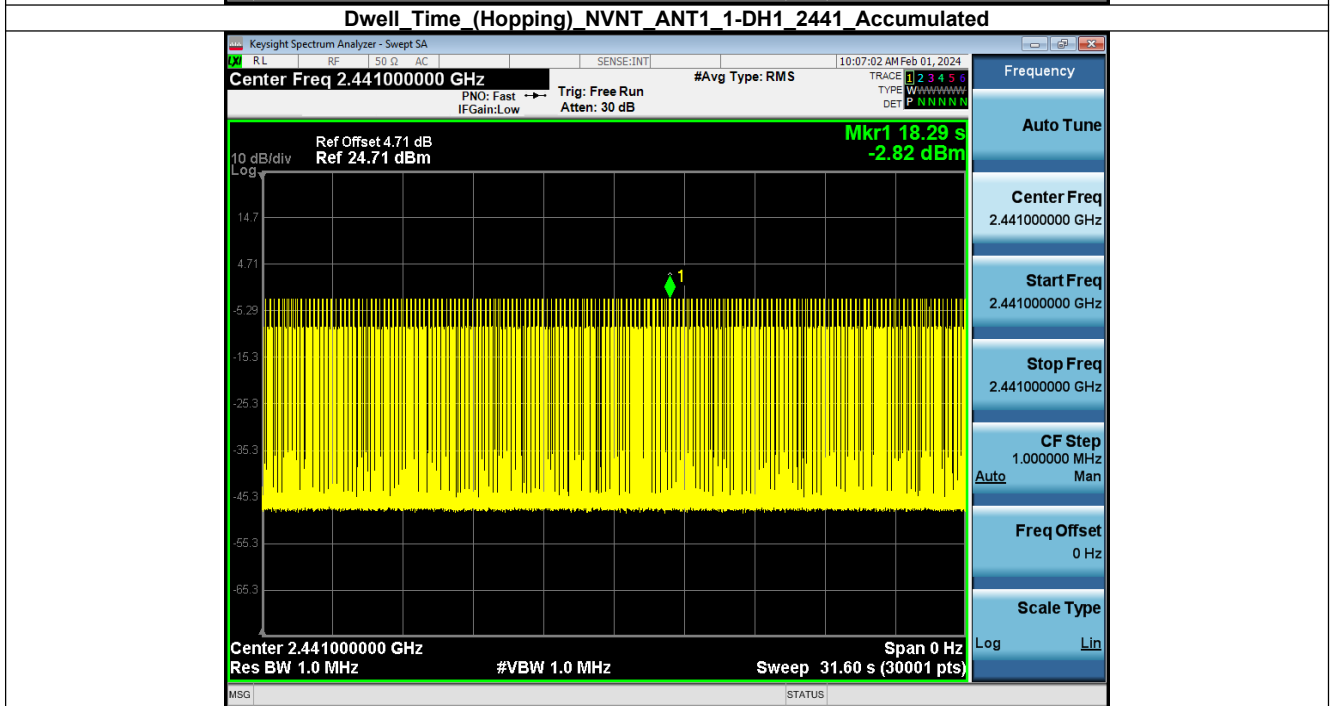 Dwell_Time_(Hopping)_NVNT_ANT1_1-DH1_2441_Accumulated
Keysight Spectrum Analyzer - Swept SA
LXI RL RF 50 Ω AC SENSE:INT 10:07:02 AM Feb 01, 2024
Center Freq 2.441000000 GHz
PNO: Fast
IFGain:Low
Trig: Free Run
Atten: 30 dB
#Avg Type: RMS
TRACE 1 2 3 4 5 6
TYPE WWWWWW
DET P N N N N N
Ref Offset 4.71 dB
10 dB/div Ref 24.71 dBm
Log
Mkr1 18.29 s
-2.82 dBm
14.7
4.71
-5.29
-15.3
-25.3
-35.3
-45.3
-55.3
-65.3
1
Center 2.441000000 GHz Span 0 Hz
Res BW 1.0 MHz #VBW 1.0 MHz Sweep 31.60 s (30001 pts)
MSG STATUS
Frequency
Auto Tune
Center Freq
2.441000000 GHz
Start Freq
2.441000000 GHz
Stop Freq
2.441000000 GHz
CF Step
1.000000 MHz
Auto Man
Freq Offset
0 Hz
Scale Type
Log Lin